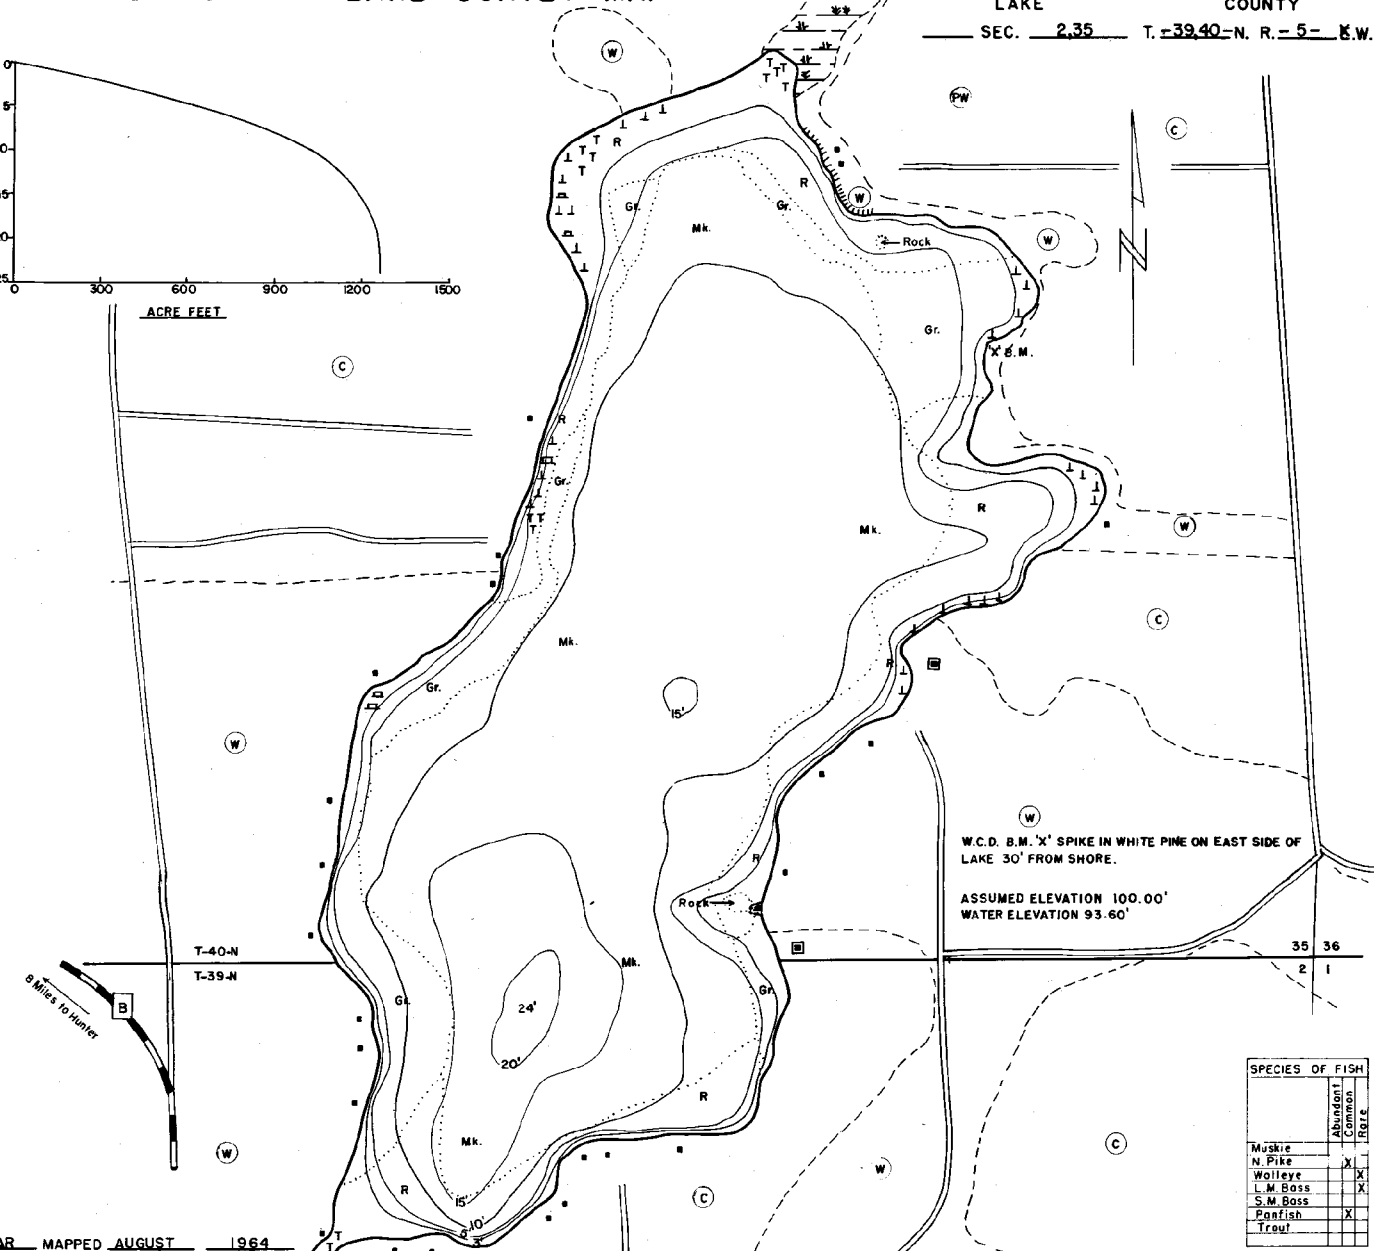 LAKE COUNTY
SEC. 2,35 T.-39,40-N. R.-5- E.W.
0
5
10
15
20
25
0 300 600 900 1200 1500
ACRE FEET
W
PW
C
W
W
C
W
C
W
W
W
C
W
C
C
W
T
T
T
T
T
T
T
T
T
R
R
Gr.
Gr.
Mk.
Rock
Gr.
'X' B.M.
R
Gr.
T T
T
R
Mk.
Mk.
R
Gr.
15'
W.C.D. B.M. 'X' SPIKE IN WHITE PINE ON EAST SIDE OF
LAKE 30' FROM SHORE.
ASSUMED ELEVATION 100.00'
WATER ELEVATION 93.60'
R
Rock
T-40-N
T-39-N
35 36
2 1
Mk.
Gr.
Gr.
8 Miles to Hunter
B
24'
20'
R
Mk.
R
15'
10'
3'
T
T
SPECIES OF FISH
Abundant
Common
Rare
Muskie
N. Pike X
Walleye X
L.M. Bass X
S.M. Bass
Panfish X
Trout
MAPPED AUGUST 1964